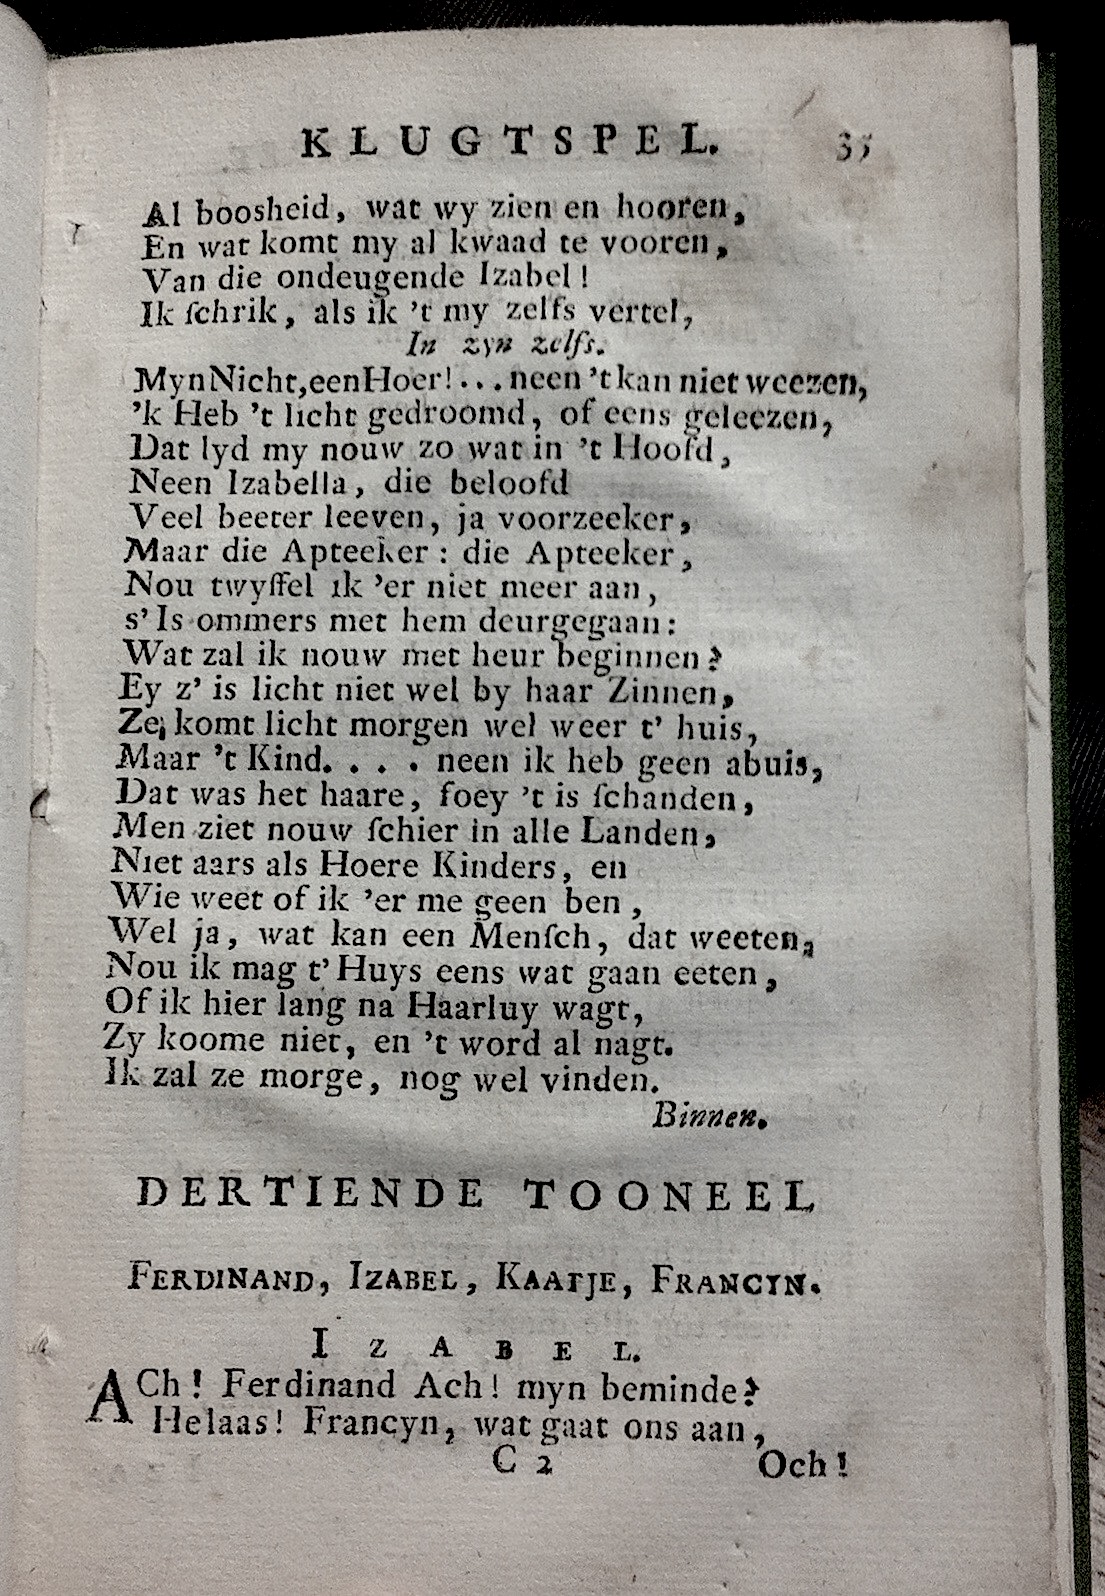 KLUGTSPEL. 35
Al boosheid, wat wy zien en hooren,
En wat komt my al kwaad te vooren,
Van die ondeugende Izabel!
Ik ſchrik, als ik 't my zelfs vertel,
In zyn zelfs.
Myn Nicht, een Hoer!... neen 't kan niet weezen,
'k Heb 't licht gedroomd, of eens geleezen,
Dat lyd my nouw zo wat in 't Hoofd,
Neen Izabella, die beloofd
Veel beeter leeven, ja voorzeeker,
Maar die Apteeker: die Apteeker,
Nou twyffel ik 'er niet meer aan,
s' Is ommers met hem deurgegaan:
Wat zal ik nouw met heur beginnen?
Ey z' is licht niet wel by haar Zinnen,
Ze komt licht morgen wel weer t' huis,
Maar 't Kind. . . . neen ik heb geen abuis,
Dat was het haare, foey 't is ſchanden,
Men ziet nouw ſchier in alle Landen,
Niet aars als Hoere Kinders, en
Wie weet of ik 'er me geen ben,
Wel ja, wat kan een Menſch, dat weeten,
Nou ik mag t' Huys eens wat gaan eeten,
Of ik hier lang na Haarluy wagt,
Zy koome niet, en 't word al nagt.
Ik zal ze morge, nog wel vinden.
Binnen.
DERTIENDE TOONEEL
FERDINAND, IZABEL, KAATJE, FRANCYN.
IZABEL.
ACh! Ferdinand Ach! myn beminde?
Helaas! Francyn, wat gaat ons aan,
C 2 Och!